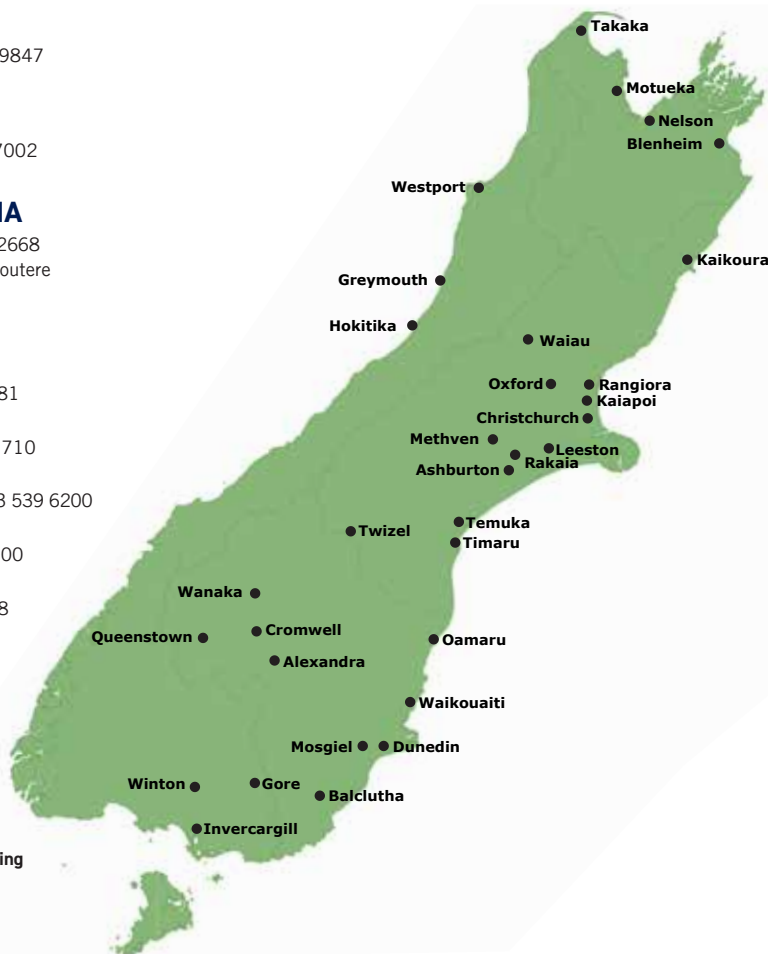 9847
7002
IA
2668
outere
81
710
3 539 6200
00
8
ing
Takaka
Motueka
Nelson
Blenheim
Westport
Kaikoura
Greymouth
Hokitika
Waiau
Oxford
Rangiora
Kaiapoi
Christchurch
Methven
Leeston
Rakaia
Ashburton
Temuka
Twizel
Timaru
Wanaka
Cromwell
Queenstown
Oamaru
Alexandra
Waikouaiti
Mosgiel
Dunedin
Winton
Gore
Balclutha
Invercargill